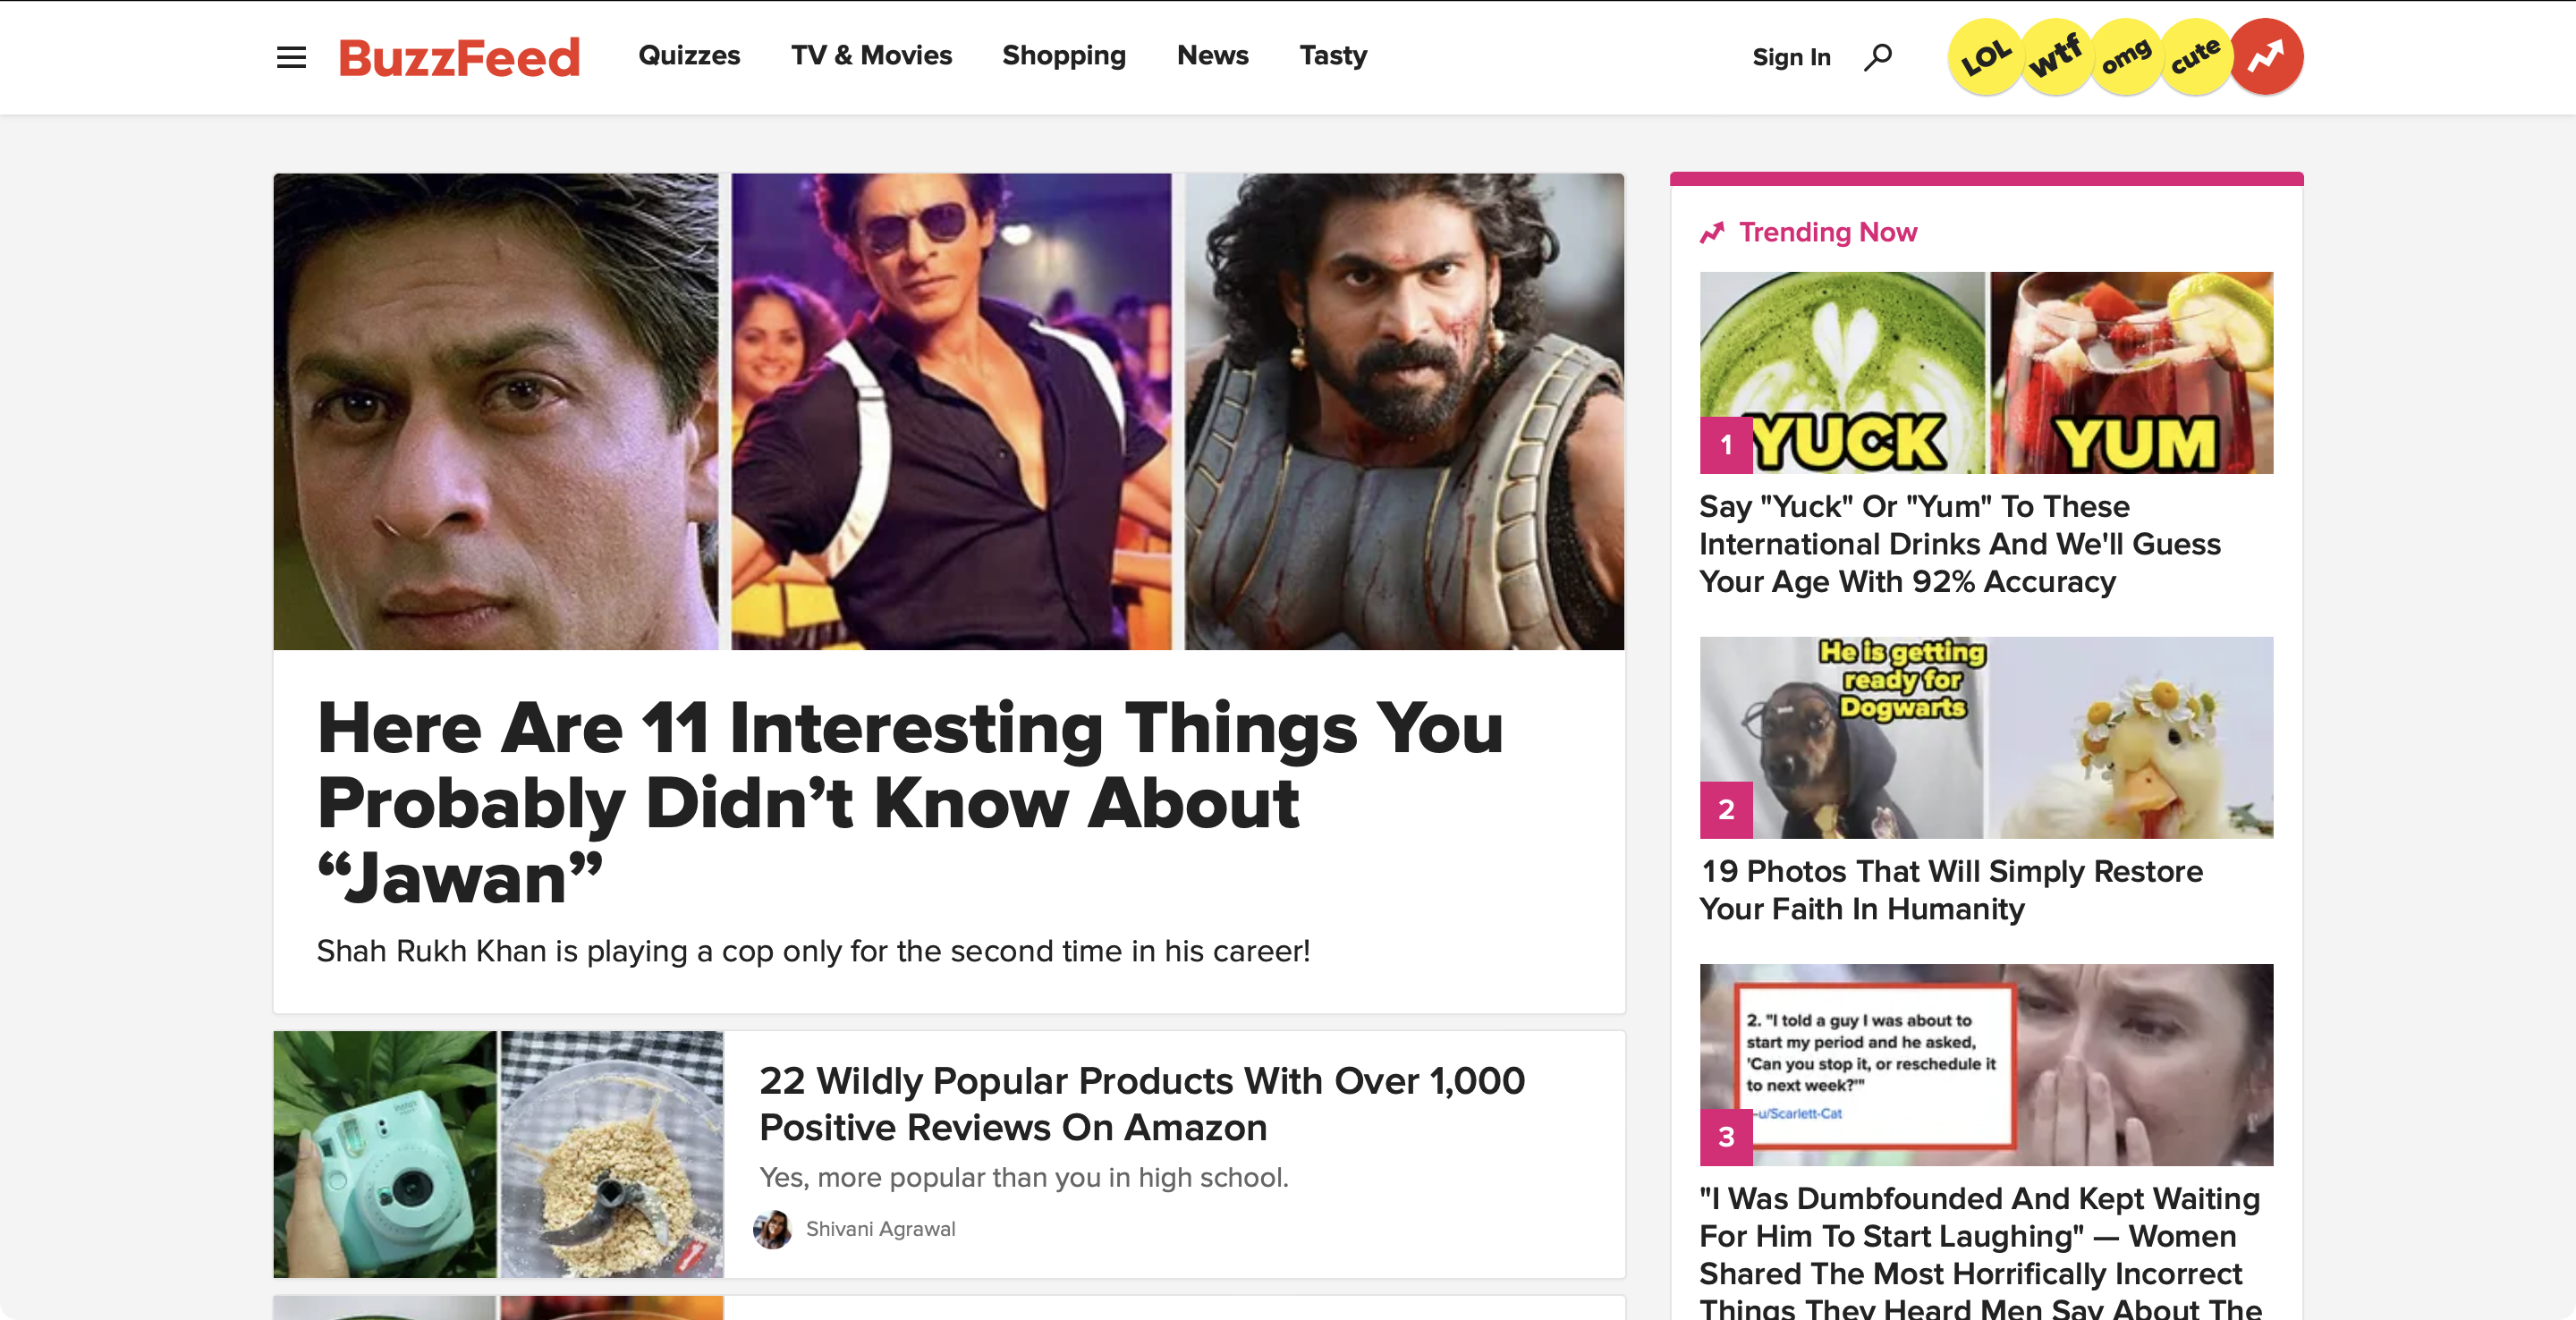 BuzzFeed
Quizzes
TV & Movies
Shopping
News
Tasty
Sign In
LOL
wtf
omg
cute
Here Are 11 Interesting Things You
Probably Didn’t Know About
“Jawan”
Shah Rukh Khan is playing a cop only for the second time in his career!
22 Wildly Popular Products With Over 1,000
Positive Reviews On Amazon
Yes, more popular than you in high school.
Shivani Agrawal
Trending Now
YUCK
YUM
1
Say "Yuck" Or "Yum" To These
International Drinks And We'll Guess
Your Age With 92% Accuracy
He is getting
ready for
Dogwarts
2
19 Photos That Will Simply Restore
Your Faith In Humanity
2. "I told a guy I was about to
start my period and he asked,
'Can you stop it, or reschedule it
to next week?'"
—u/Scarlett-Cat
3
"I Was Dumbfounded And Kept Waiting
For Him To Start Laughing" — Women
Shared The Most Horrifically Incorrect
Things They Heard Men Say About The